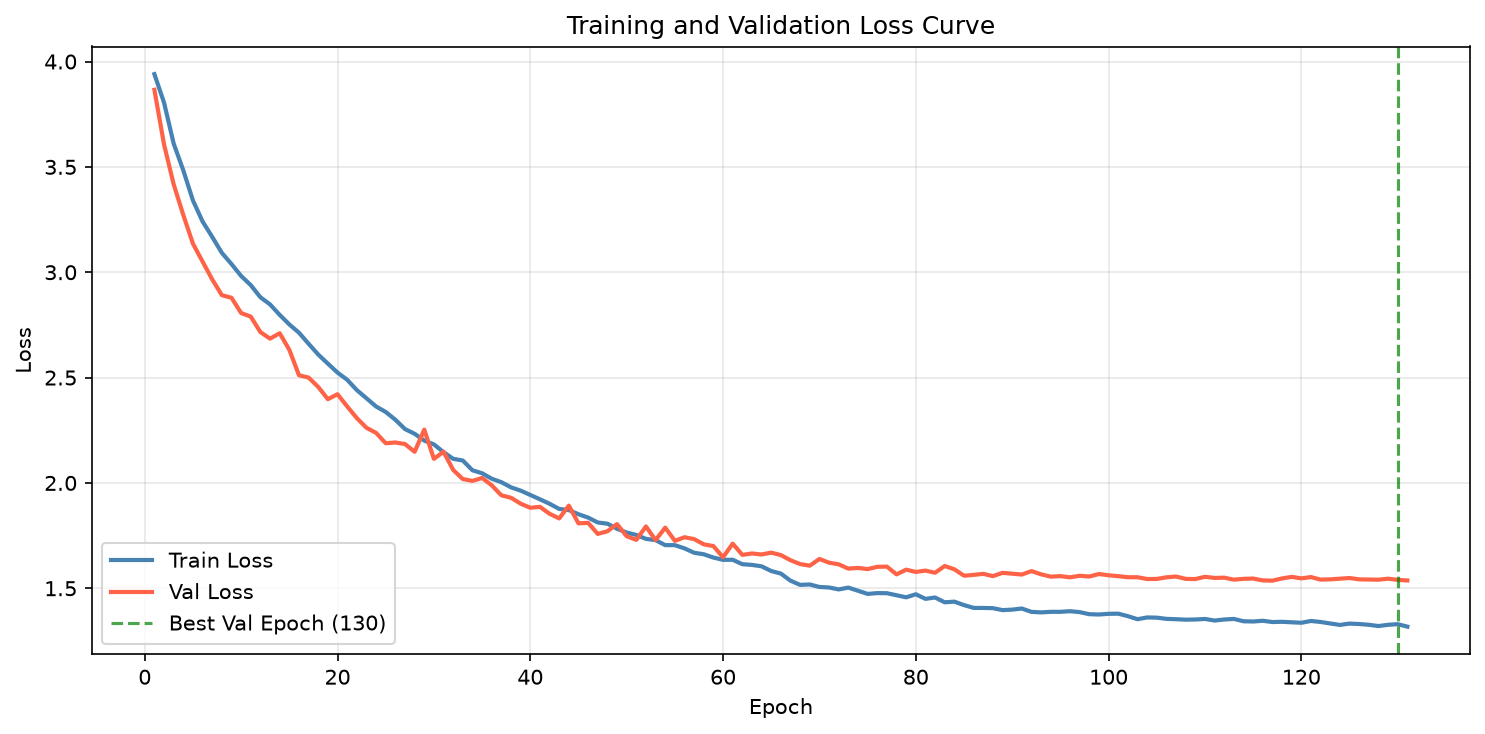 Training and Validation Loss Curve
4.0
3.5
3.0
2.5
2.0
1.5
Loss
Train Loss
Val Loss
Best Val Epoch (130)
0 20 40 60 80 100 120
Epoch